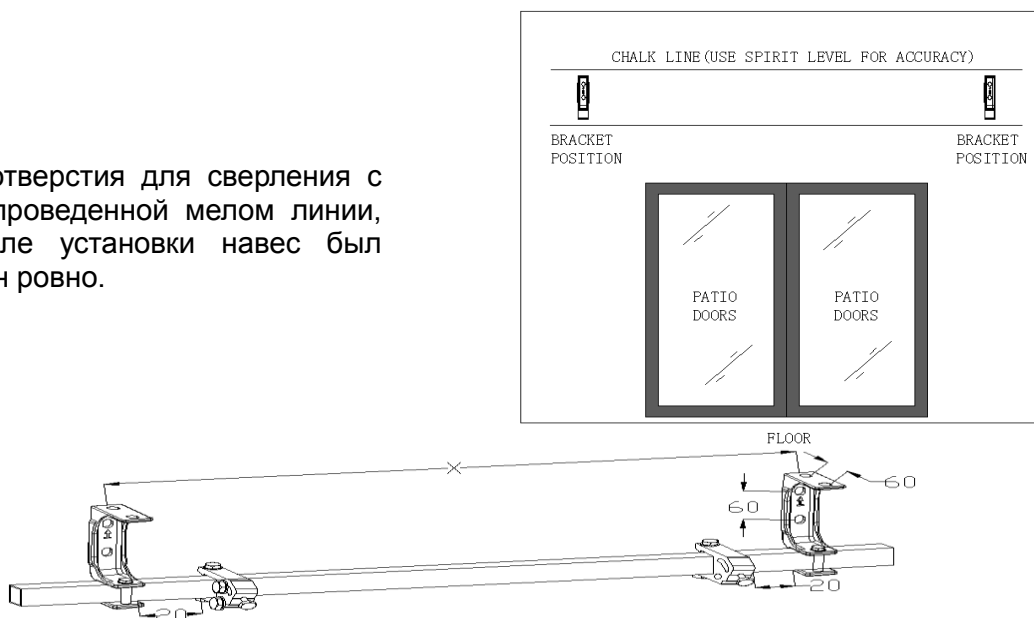 CHALK LINE(USE SPIRIT LEVEL FOR ACCURACY)
BRACKET
POSITION
BRACKET
POSITION
отверстия для сверления с
проведенной мелом линии,
ле установки навес был
н ровно.
PATIO
DOORS
PATIO
DOORS
FLOOR
X
60
60
20
20